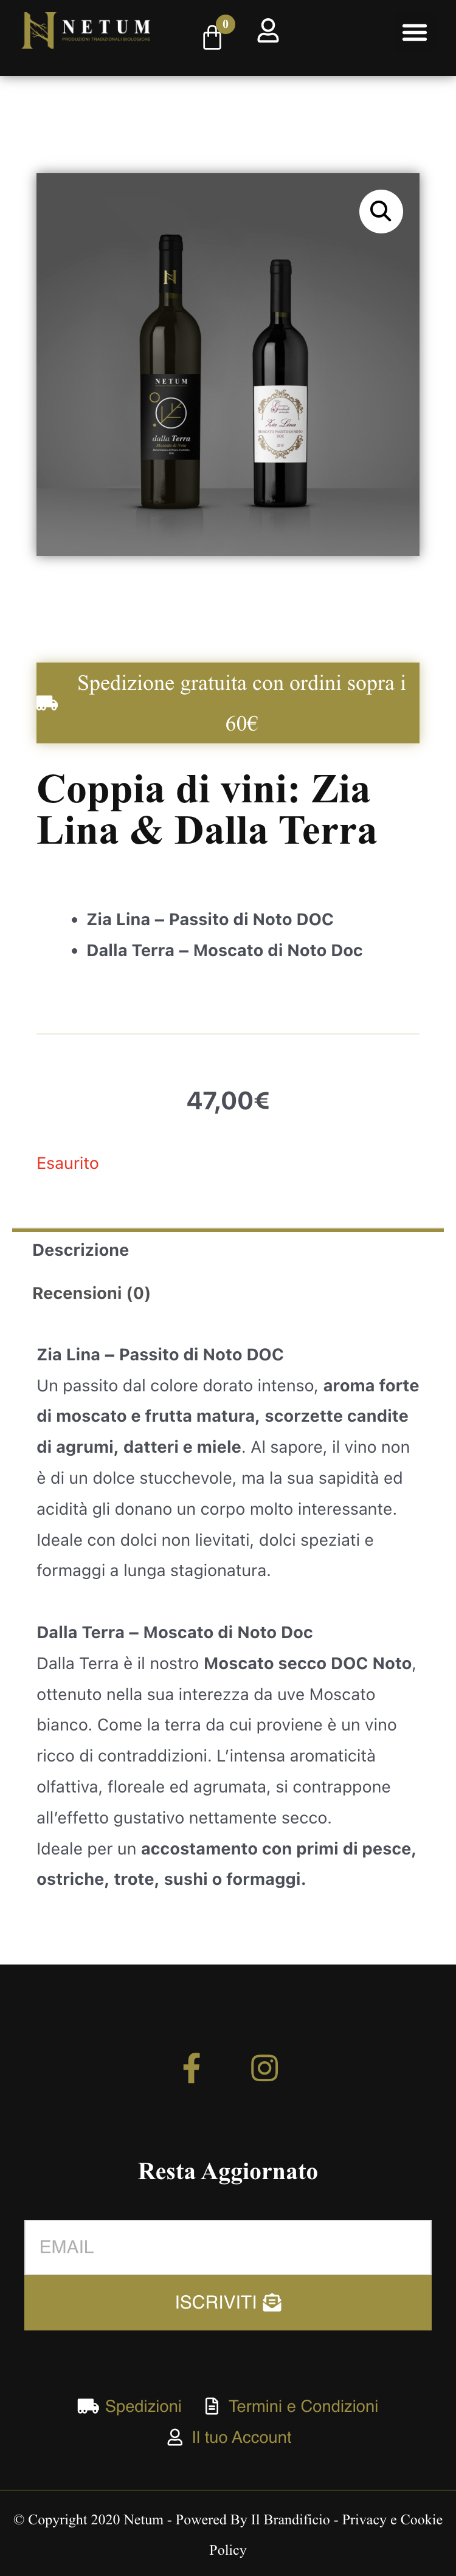 NETUM
PRODUZIONI TRADIZIONALI BIOLOGICHE
0
NETUM
dalla Terra
Moscato di Noto
Zia Lina
Spedizione gratuita con ordini sopra i
60€
Coppia di vini: Zia
Lina & Dalla Terra
• Zia Lina – Passito di Noto DOC
• Dalla Terra – Moscato di Noto Doc
47,00€
Esaurito
Descrizione
Recensioni (0)
Zia Lina – Passito di Noto DOC
Un passito dal colore dorato intenso, aroma forte
di moscato e frutta matura, scorzette candite
di agrumi, datteri e miele. Al sapore, il vino non
è di un dolce stucchevole, ma la sua sapidità ed
acidità gli donano un corpo molto interessante.
Ideale con dolci non lievitati, dolci speziati e
formaggi a lunga stagionatura.
Dalla Terra – Moscato di Noto Doc
Dalla Terra è il nostro Moscato secco DOC Noto,
ottenuto nella sua interezza da uve Moscato
bianco. Come la terra da cui proviene è un vino
ricco di contraddizioni. L’intensa aromaticità
olfattiva, floreale ed agrumata, si contrappone
all’effetto gustativo nettamente secco.
Ideale per un accostamento con primi di pesce,
ostriche, trote, sushi o formaggi.
Resta Aggiornato
EMAIL
ISCRIVITI
Spedizioni
Termini e Condizioni
Il tuo Account
© Copyright 2020 Netum - Powered By Il Brandificio - Privacy e Cookie
Policy